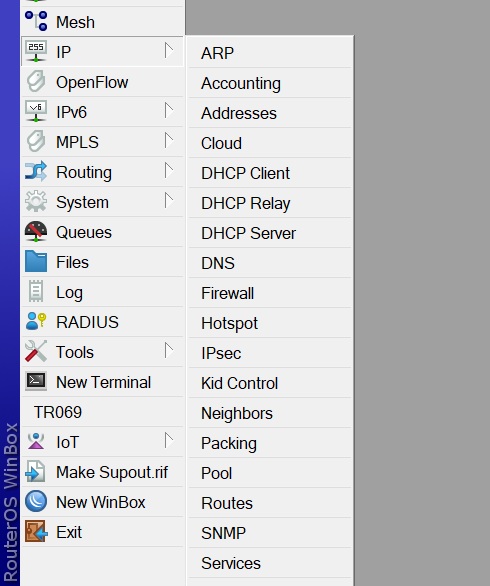 Mesh
IP
OpenFlow
IPv6
MPLS
Routing
System
Queues
Files
Log
RADIUS
Tools
New Terminal
TR069
IoT
Make Supout.rif
New WinBox
Exit
ARP
Accounting
Addresses
Cloud
DHCP Client
DHCP Relay
DHCP Server
DNS
Firewall
Hotspot
IPsec
Kid Control
Neighbors
Packing
Pool
Routes
SNMP
Services
RouterOS WinBox
255
v6